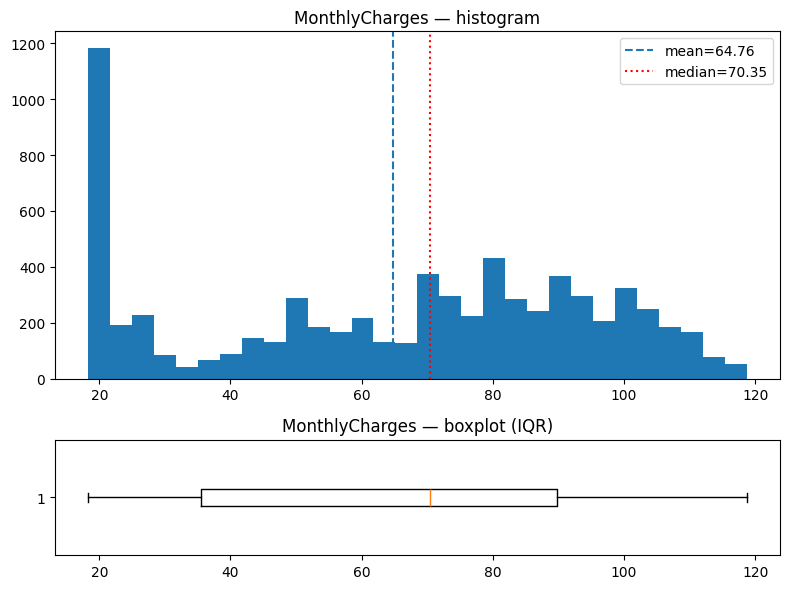 MonthlyCharges — histogram
1200
1000
800
600
400
200
0
mean=64.76
median=70.35
20 40 60 80 100 120
MonthlyCharges — boxplot (IQR)
1
20 40 60 80 100 120